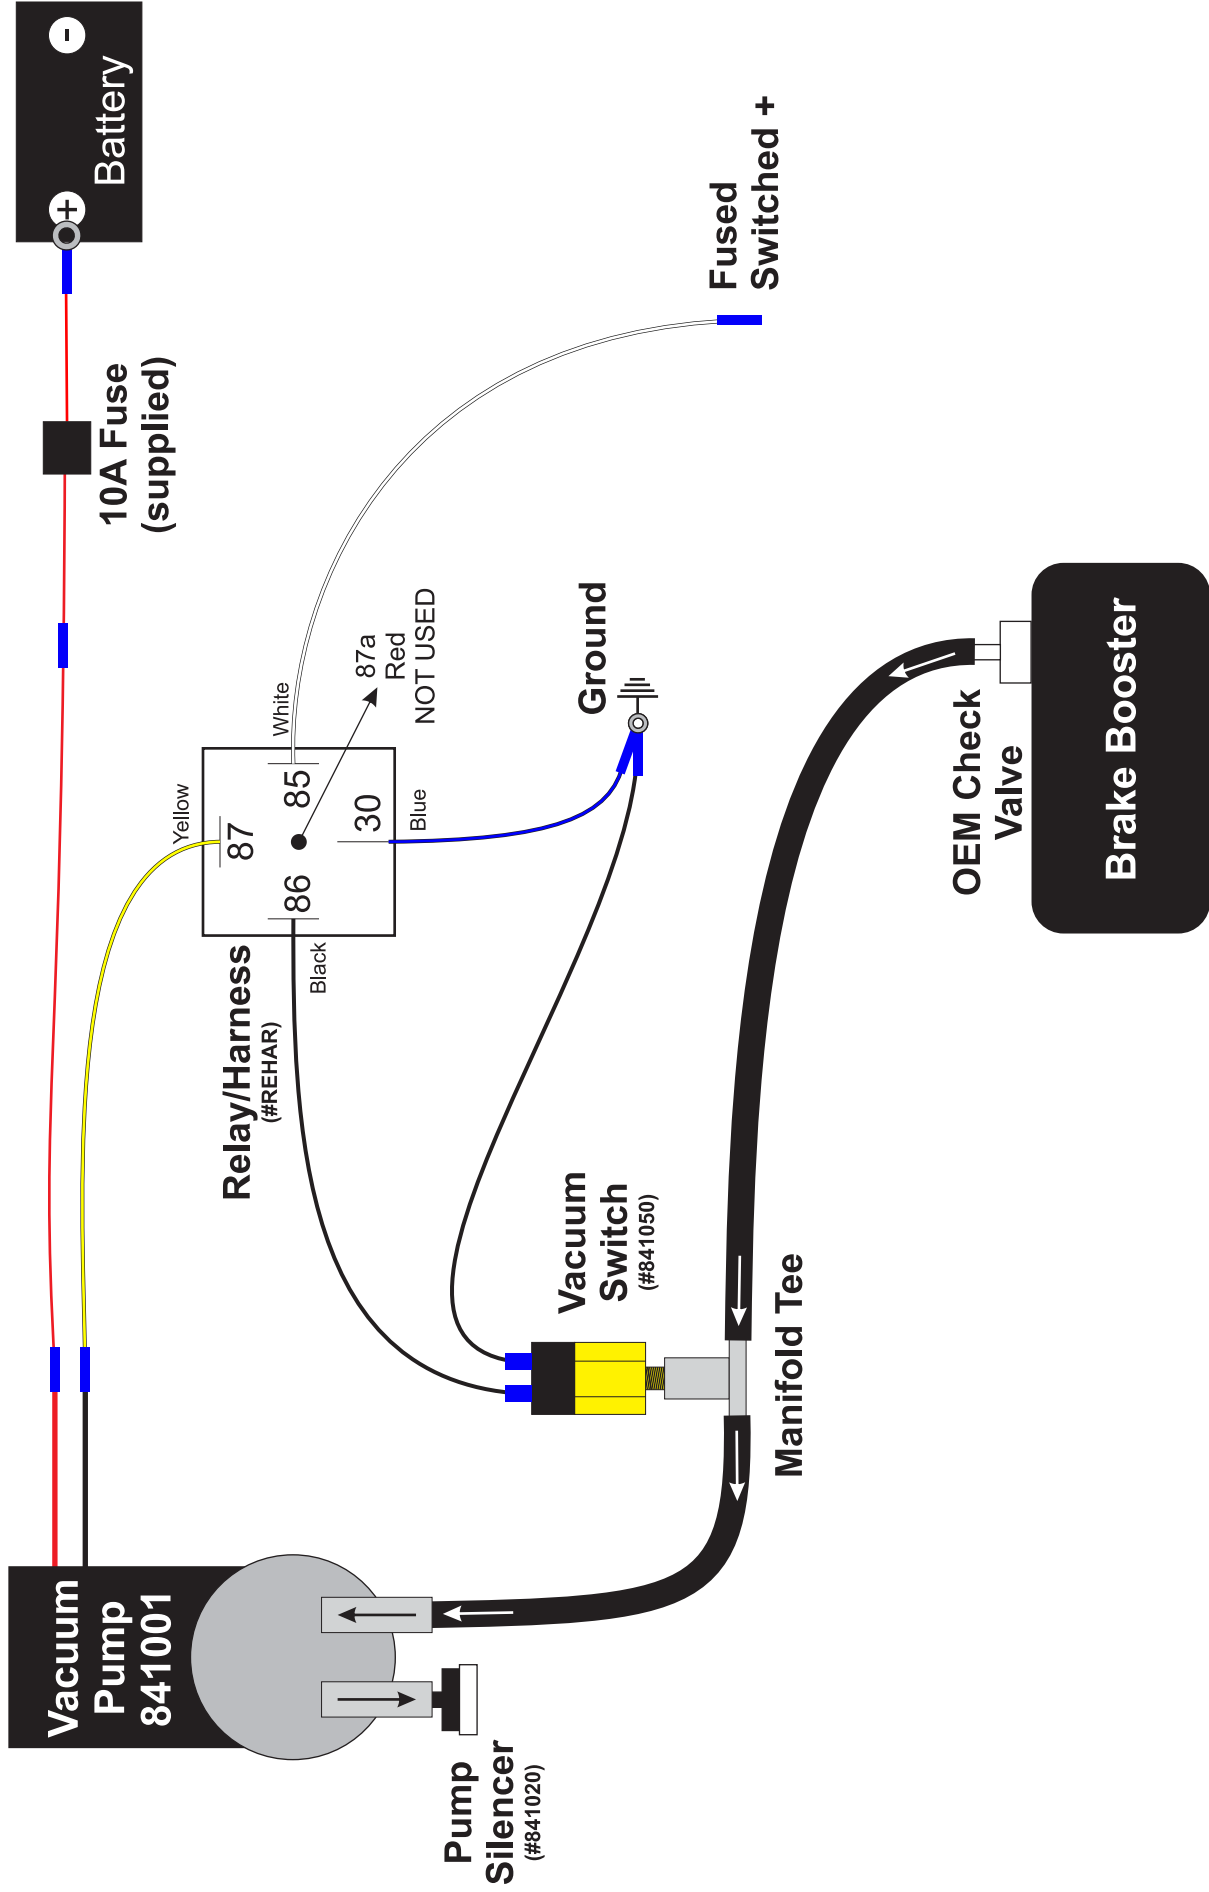 Vacuum
Pump
841001
Pump
Silencer
(#841020)
10A Fuse
(supplied)
+
-
Battery
Yellow
87
86
85
30
White
Black
Blue
87a
Red
NOT USED
Relay/Harness
(#REHAR)
Ground
Fused
Switched +
Vacuum
Switch
(#841050)
Manifold Tee
OEM Check
Valve
Brake Booster